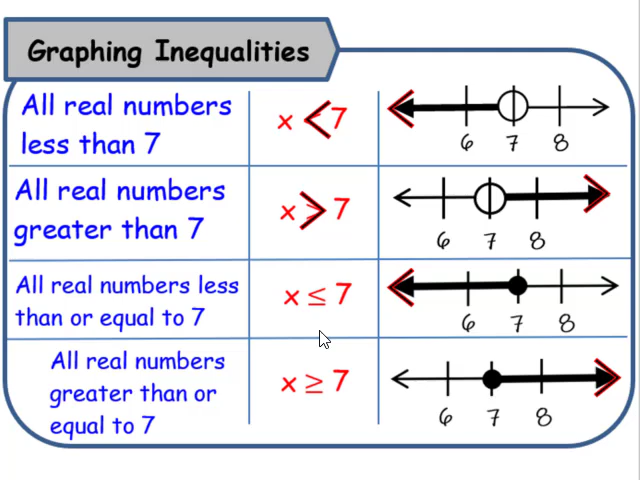 Graphing Inequalities
All real numbers
less than 7
x < 7
6 7 8
All real numbers
greater than 7
x > 7
6 7 8
All real numbers less
than or equal to 7
x ≤ 7
6 7 8
All real numbers
greater than or
equal to 7
x ≥ 7
6 7 8